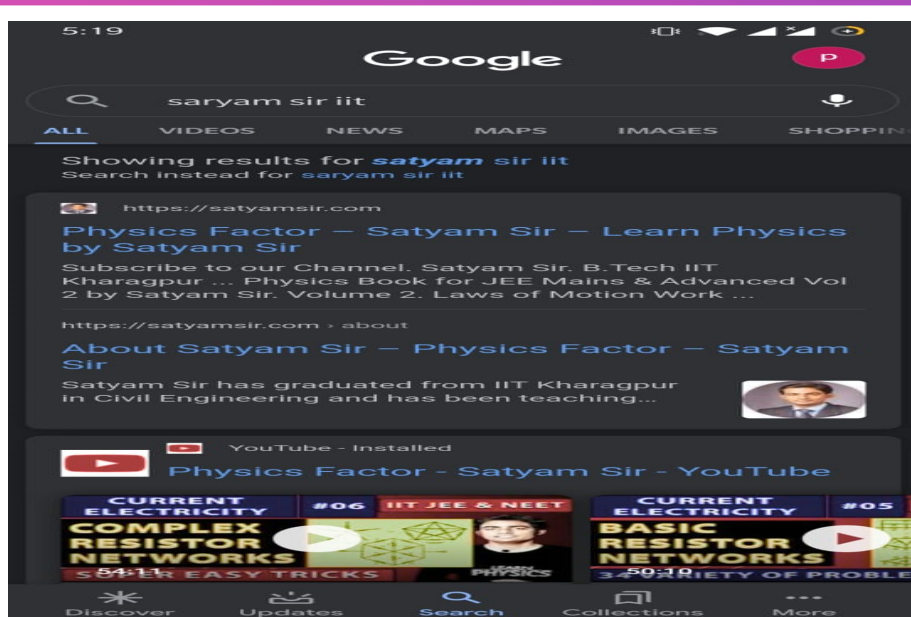 5:19
Google
P
saryam sir iit
ALL VIDEOS NEWS MAPS IMAGES SHOPPIN
Showing results for satyam sir iit
Search instead for saryam sir iit
https://satyamsir.com
Physics Factor – Satyam Sir – Learn Physics
by Satyam Sir
Subscribe to our Channel. Satyam Sir. B.Tech IIT
Kharagpur ... Physics Book for JEE Mains & Advanced Vol
2 by Satyam Sir. Volume 2. Laws of Motion Work ...
https://satyamsir.com › about
About Satyam Sir – Physics Factor – Satyam
Sir
Satyam Sir has graduated from IIT Kharagpur
in Civil Engineering and has been teaching...
YouTube - Installed
Physics Factor - Satyam Sir - YouTube
CURRENT
ELECTRICITY #06 IIT JEE & NEET
COMPLEX
RESISTOR
NETWORKS
54:11
SUPER EASY TRICKS
PHYSICS
CURRENT
ELECTRICITY #05
BASIC
RESISTOR
NETWORKS
50:10
34 VARIETY OF PROBLE
Discover Updates Search Collections More